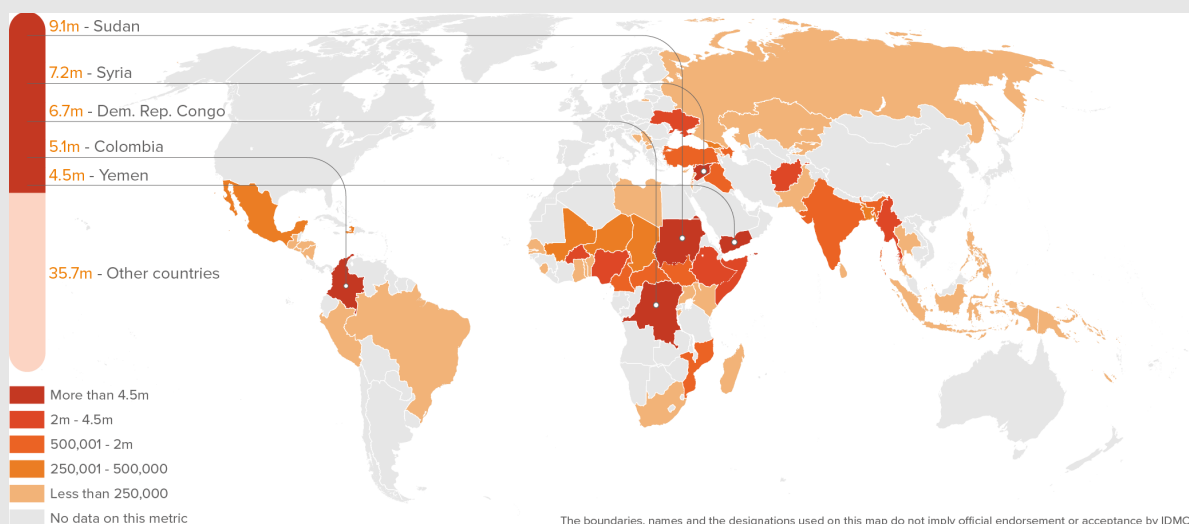 9.1m - Sudan
7.2m - Syria
6.7m - Dem. Rep. Congo
5.1m - Colombia
4.5m - Yemen
35.7m - Other countries
More than 4.5m
2m - 4.5m
500,001 - 2m
250,001 - 500,000
Less than 250,000
No data on this metric
The boundaries, names and the designations used on this map do not imply official endorsement or acceptance by IDMC